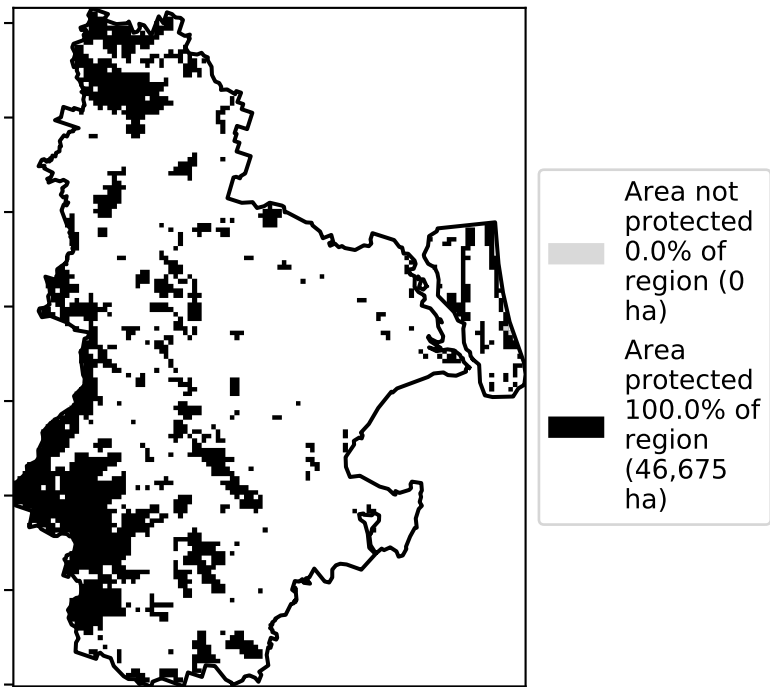 Area not
protected
0.0% of
region (0
ha)
Area
protected
100.0% of
region
(46,675
ha)